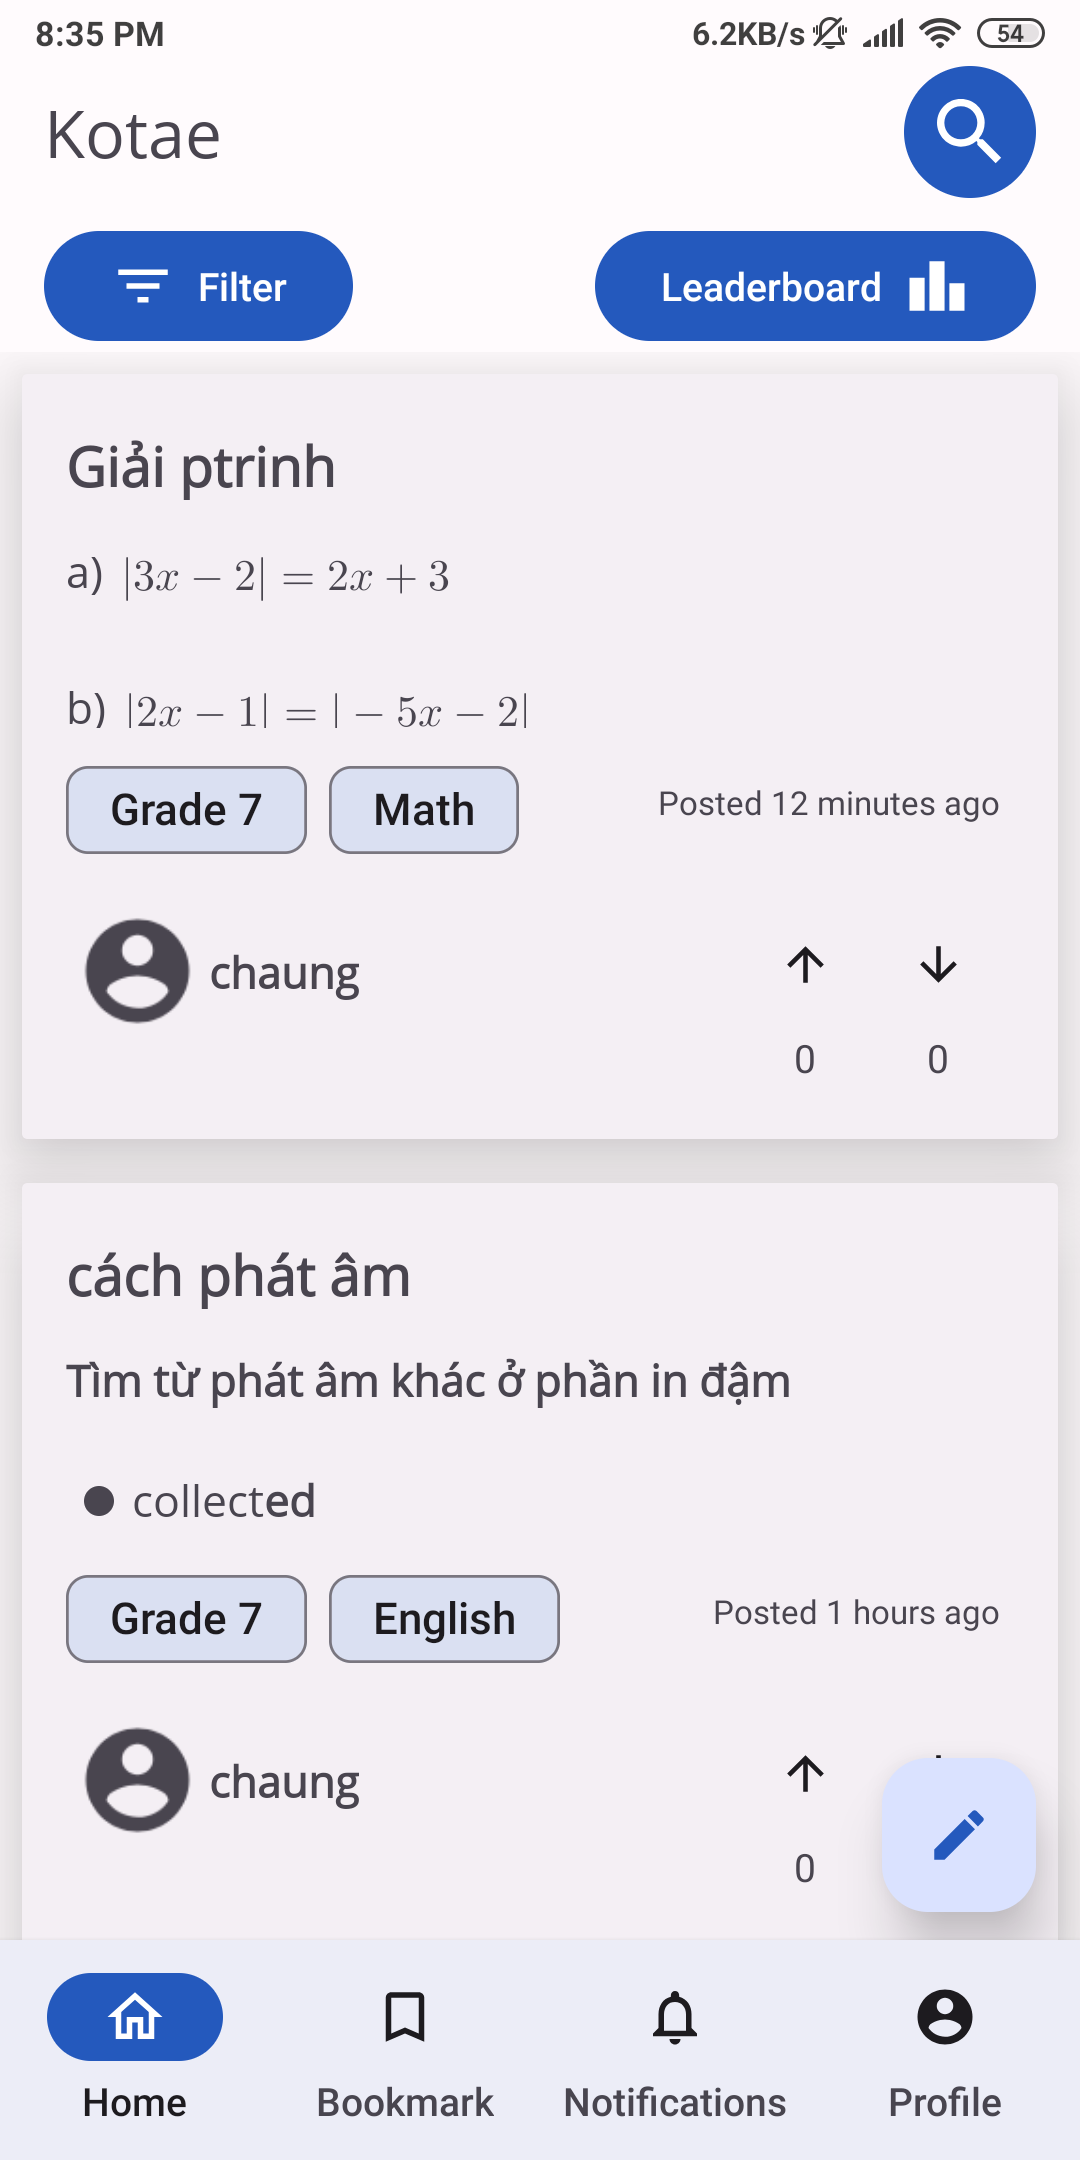 8:35 PM 6.2KB/s 54
Kotae
Filter Leaderboard
Giải ptrinh
a) |3x − 2| = 2x + 3
b) |2x − 1| = | − 5x − 2|
Grade 7 Math Posted 12 minutes ago
chaung
0 0
cách phát âm
Tìm từ phát âm khác ở phần in đậm
● collected
Grade 7 English Posted 1 hours ago
chaung
0
Home Bookmark Notifications Profile